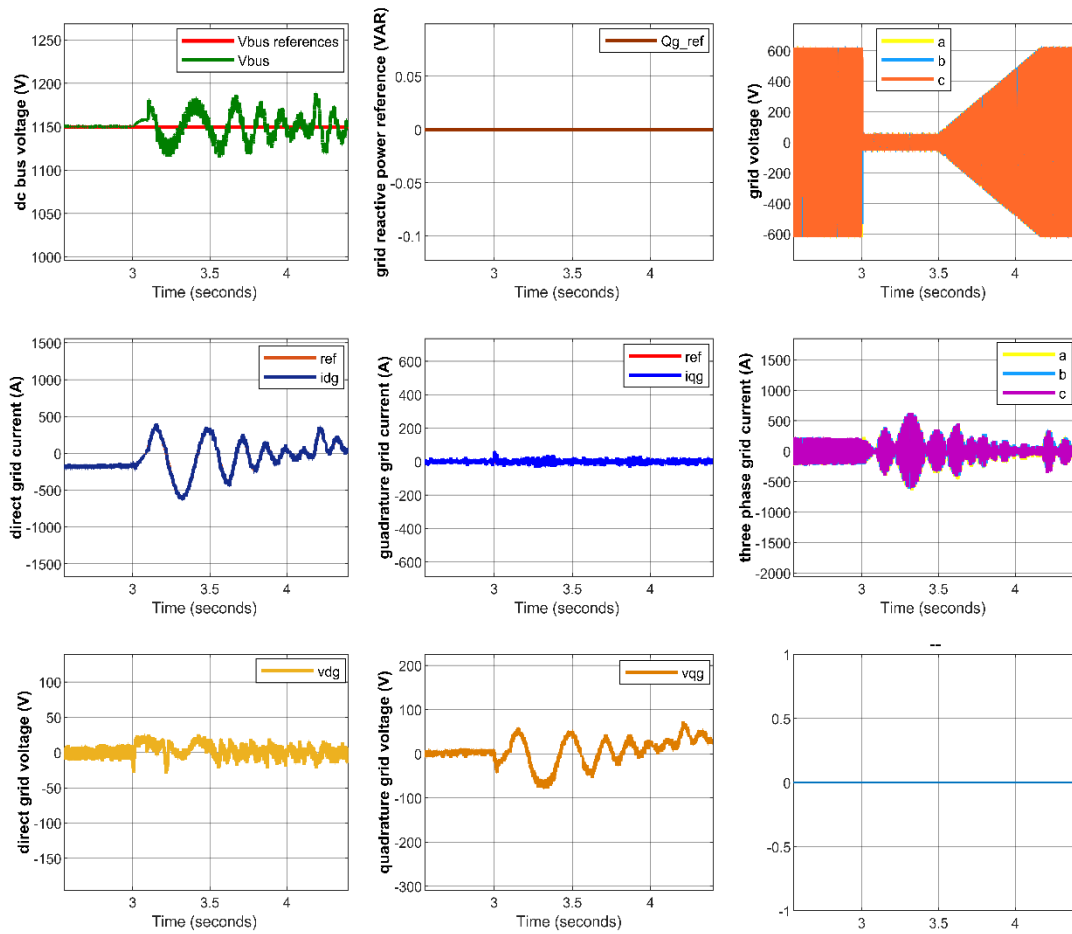 dc bus voltage (V)
1250
1200
1150
1100
1050
1000
Vbus references
Vbus
3
3.5
4
Time (seconds)
grid reactive power reference (VAR)
0.05
0
-0.05
-0.1
Qg_ref
3
3.5
4
Time (seconds)
grid voltage (V)
600
400
200
0
-200
-400
-600
a
b
c
3
3.5
4
Time (seconds)
direct grid current (A)
1500
1000
500
0
-500
-1000
-1500
ref
idg
3
3.5
4
Time (seconds)
guadrature grid current (A)
600
400
200
0
-200
-400
-600
ref
iqg
3
3.5
4
Time (seconds)
three phase grid current (A)
1500
1000
500
0
-500
-1000
-1500
-2000
a
b
c
3
3.5
4
Time (seconds)
direct grid voltage (V)
100
50
0
-50
-100
-150
vdg
3
3.5
4
Time (seconds)
quadrature grid voltage (V)
200
100
0
-100
-200
-300
vqg
3
3.5
4
Time (seconds)
--
1
0.5
0
-0.5
-1
3
3.5
4